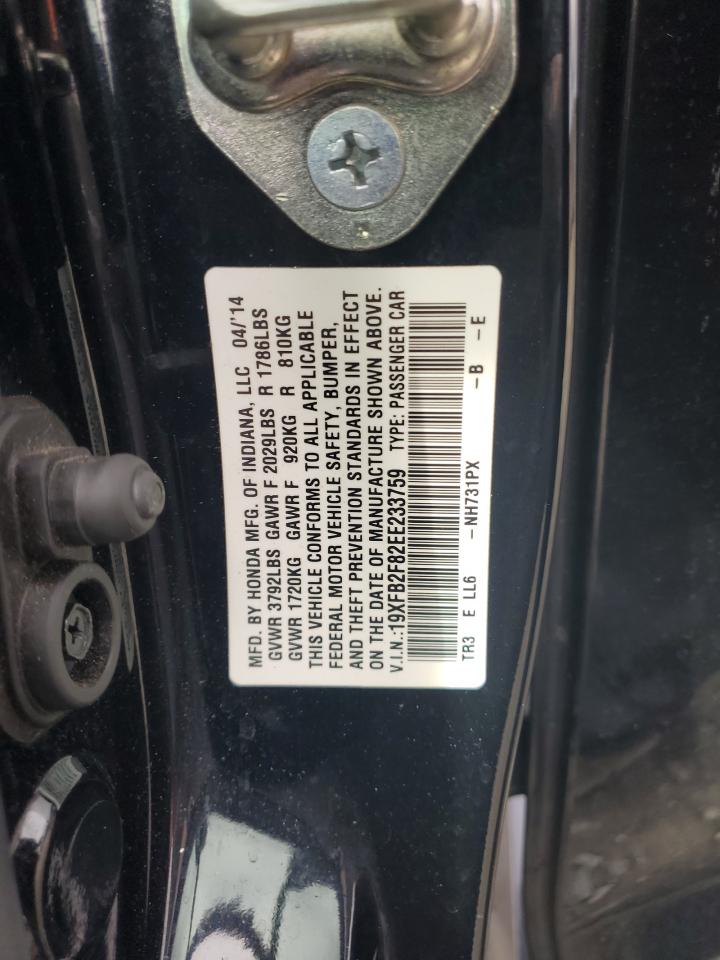 MFD. BY HONDA MFG. OF INDIANA, LLC 04/'14
GVWR 3792LBS GAWR F 2029LBS R 1786LBS
GVWR 1720KG GAWR F 920KG R 810KG
THIS VEHICLE CONFORMS TO ALL APPLICABLE
FEDERAL MOTOR VEHICLE SAFETY, BUMPER,
AND THEFT PREVENTION STANDARDS IN EFFECT
ON THE DATE OF MANUFACTURE SHOWN ABOVE.
V.I.N.:19XFB2F82EE233759 TYPE: PASSENGER CAR
TR3 E LL6 -NH731PX -B -E